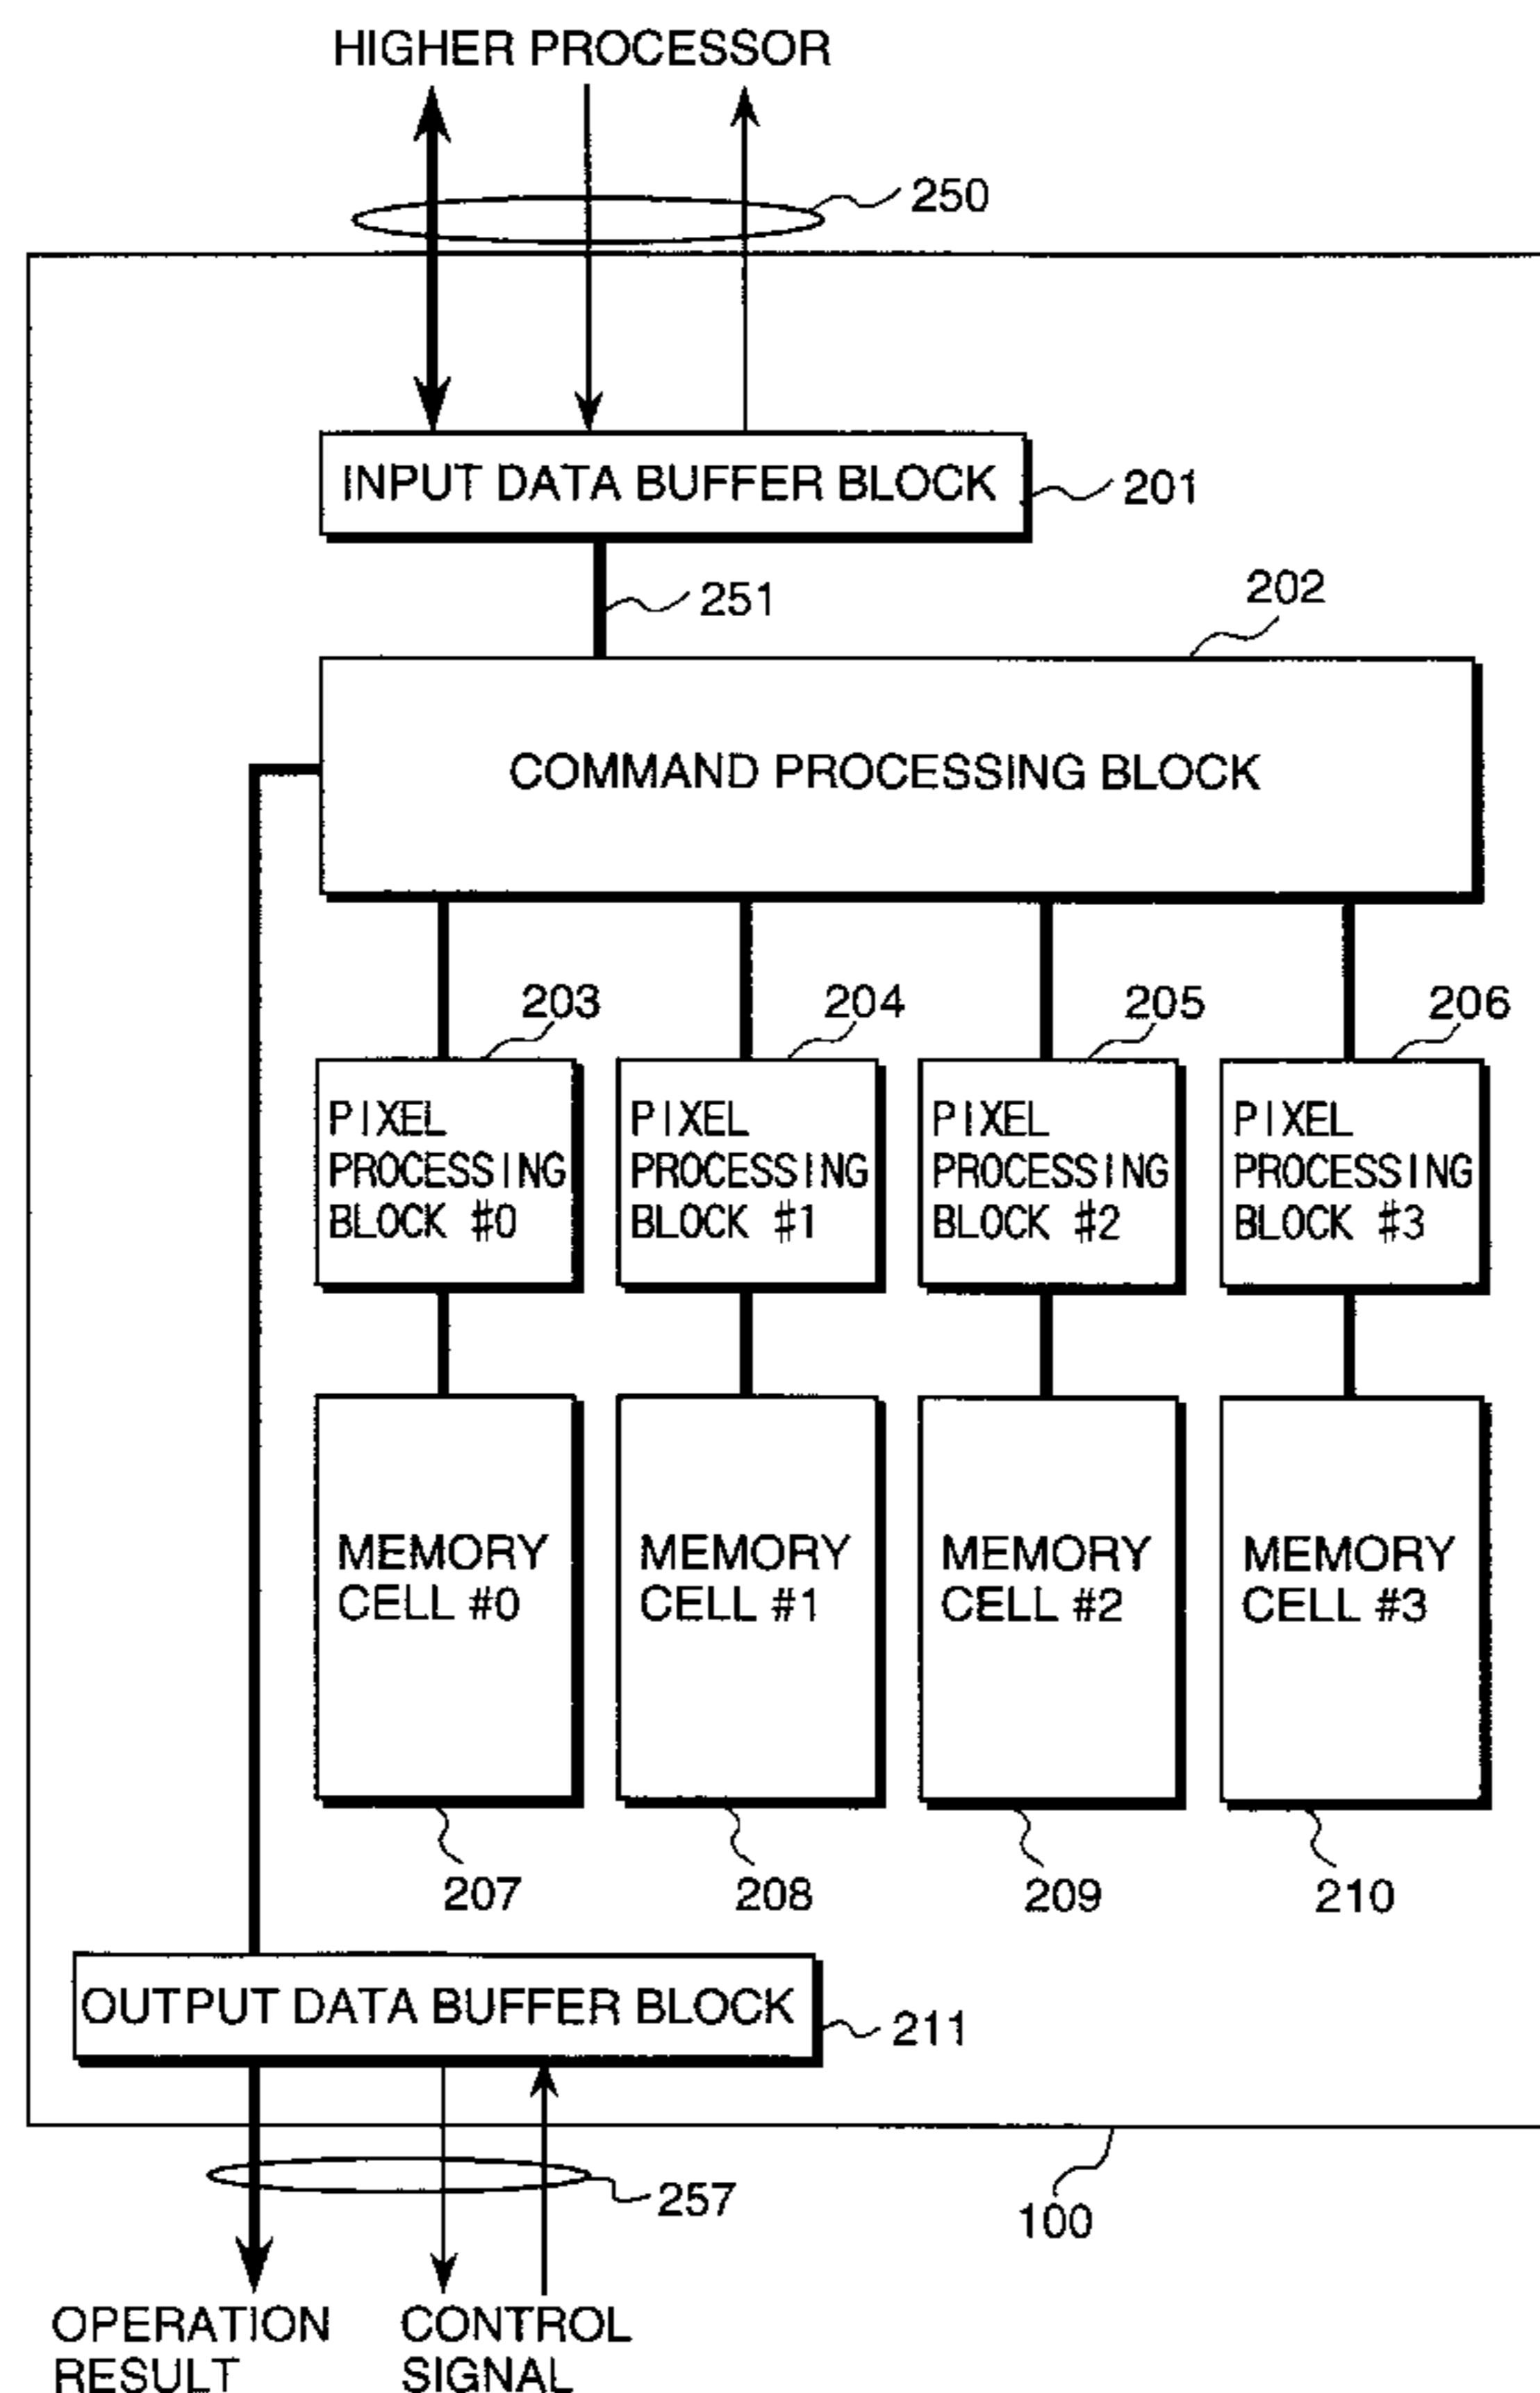 HIGHER PROCESSOR
250
INPUT DATA BUFFER BLOCK
201
251
202
COMMAND PROCESSING BLOCK
203
204
205
206
PIXEL
PROCESSING
BLOCK #0
PIXEL
PROCESSING
BLOCK #1
PIXEL
PROCESSING
BLOCK #2
PIXEL
PROCESSING
BLOCK #3
MEMORY
CELL #0
MEMORY
CELL #1
MEMORY
CELL #2
MEMORY
CELL #3
207
208
209
210
OUTPUT DATA BUFFER BLOCK
211
257
100
OPERATION
RESULT
CONTROL
SIGNAL